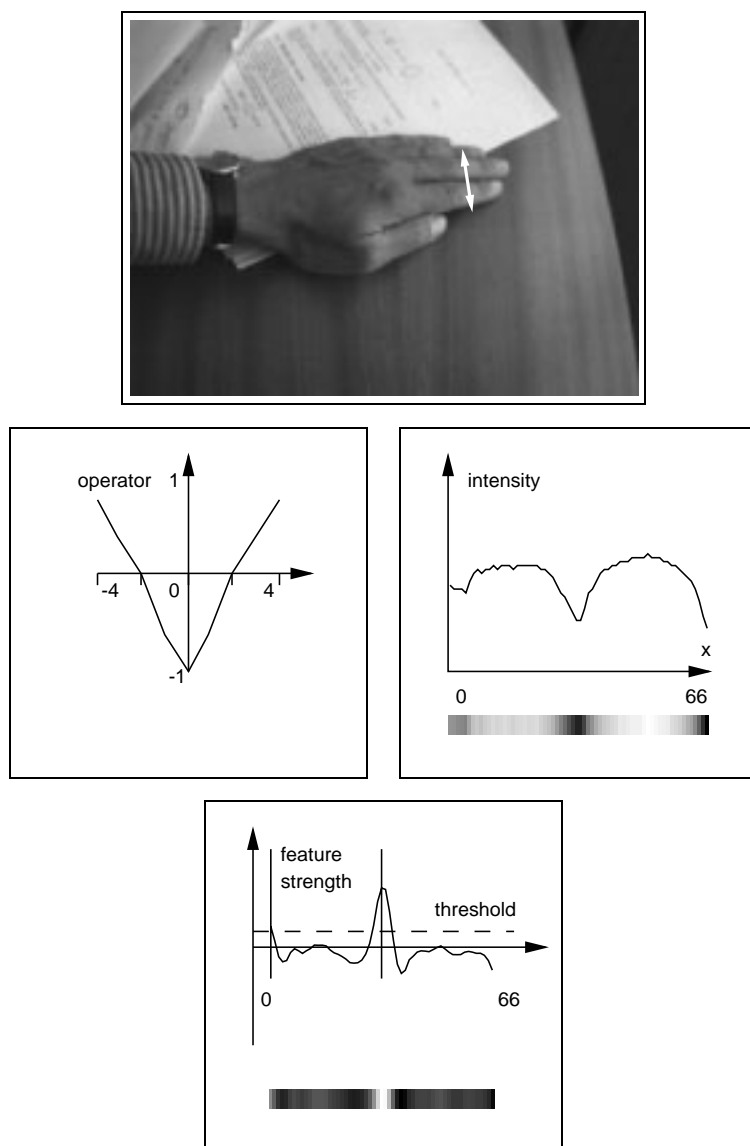 operator 1
-4 0 4
-1
intensity
x
0 66
feature
strength
threshold
0 66